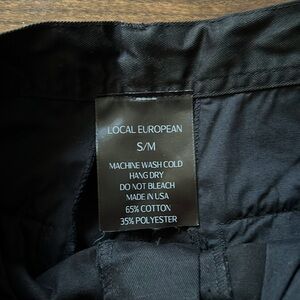 LOCAL EUROPEAN
S/M
MACHINE WASH COLD
HANG DRY
DO NOT BLEACH
MADE IN USA
65% COTTON
35% POLYESTER